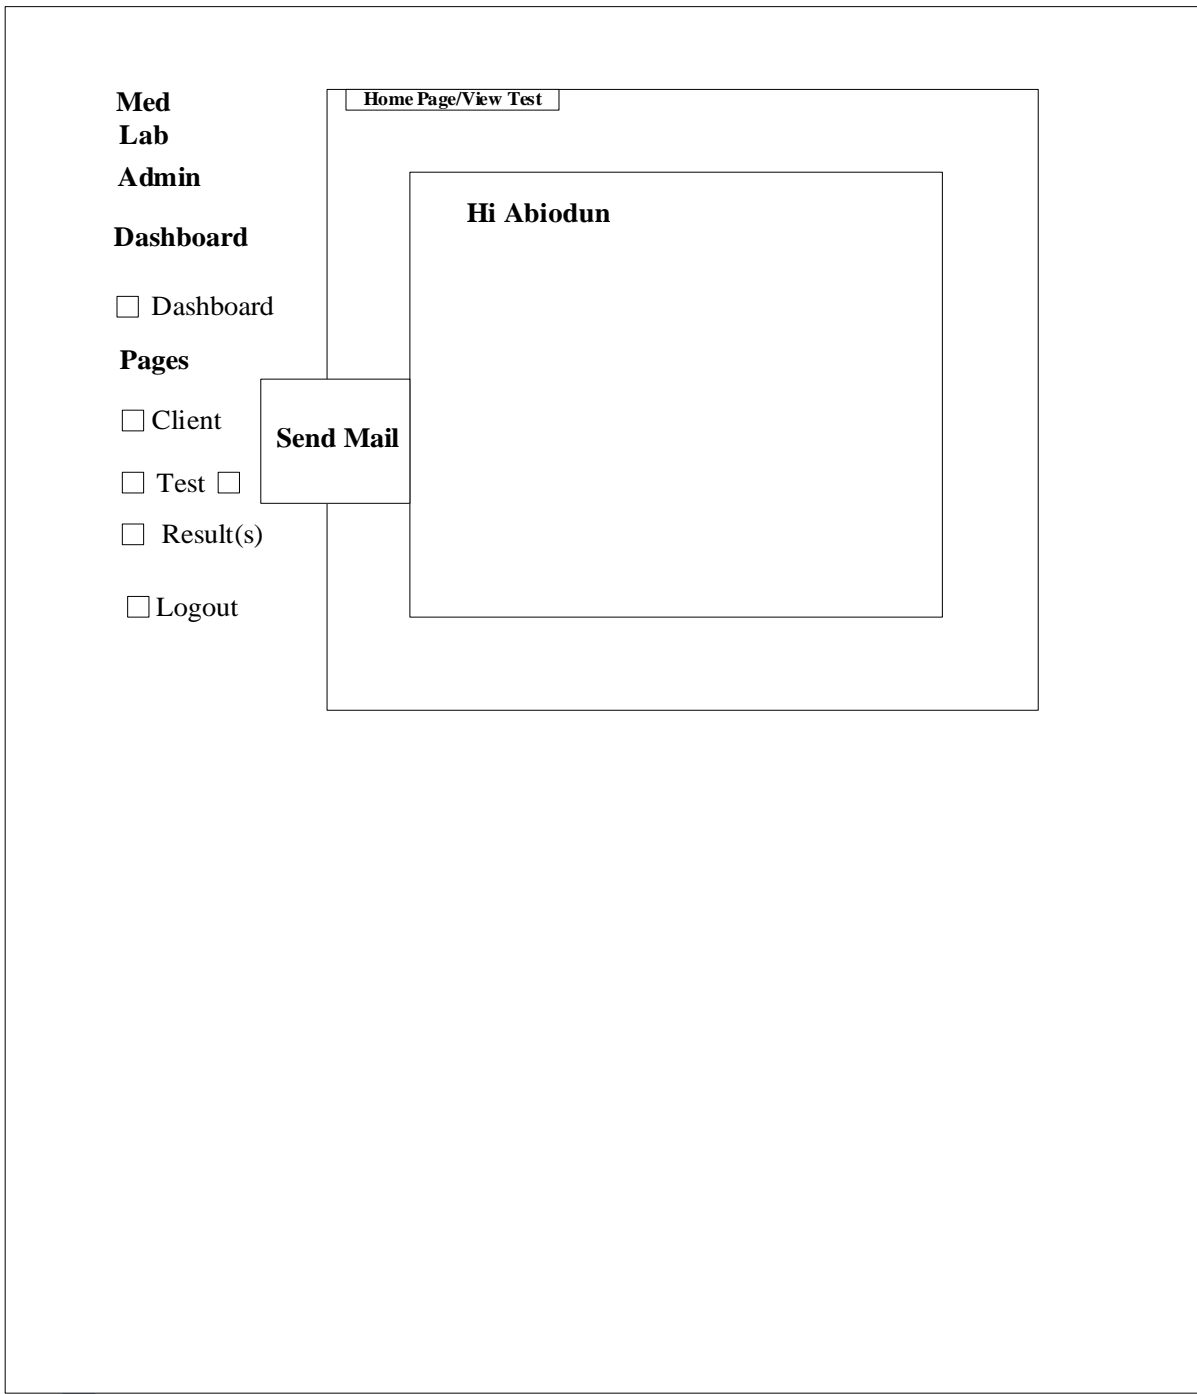 Med
Lab
Admin
Dashboard
Dashboard
Pages
Client
Test
Result(s)
Logout
Send Mail
Home Page/View Test
Hi Abiodun